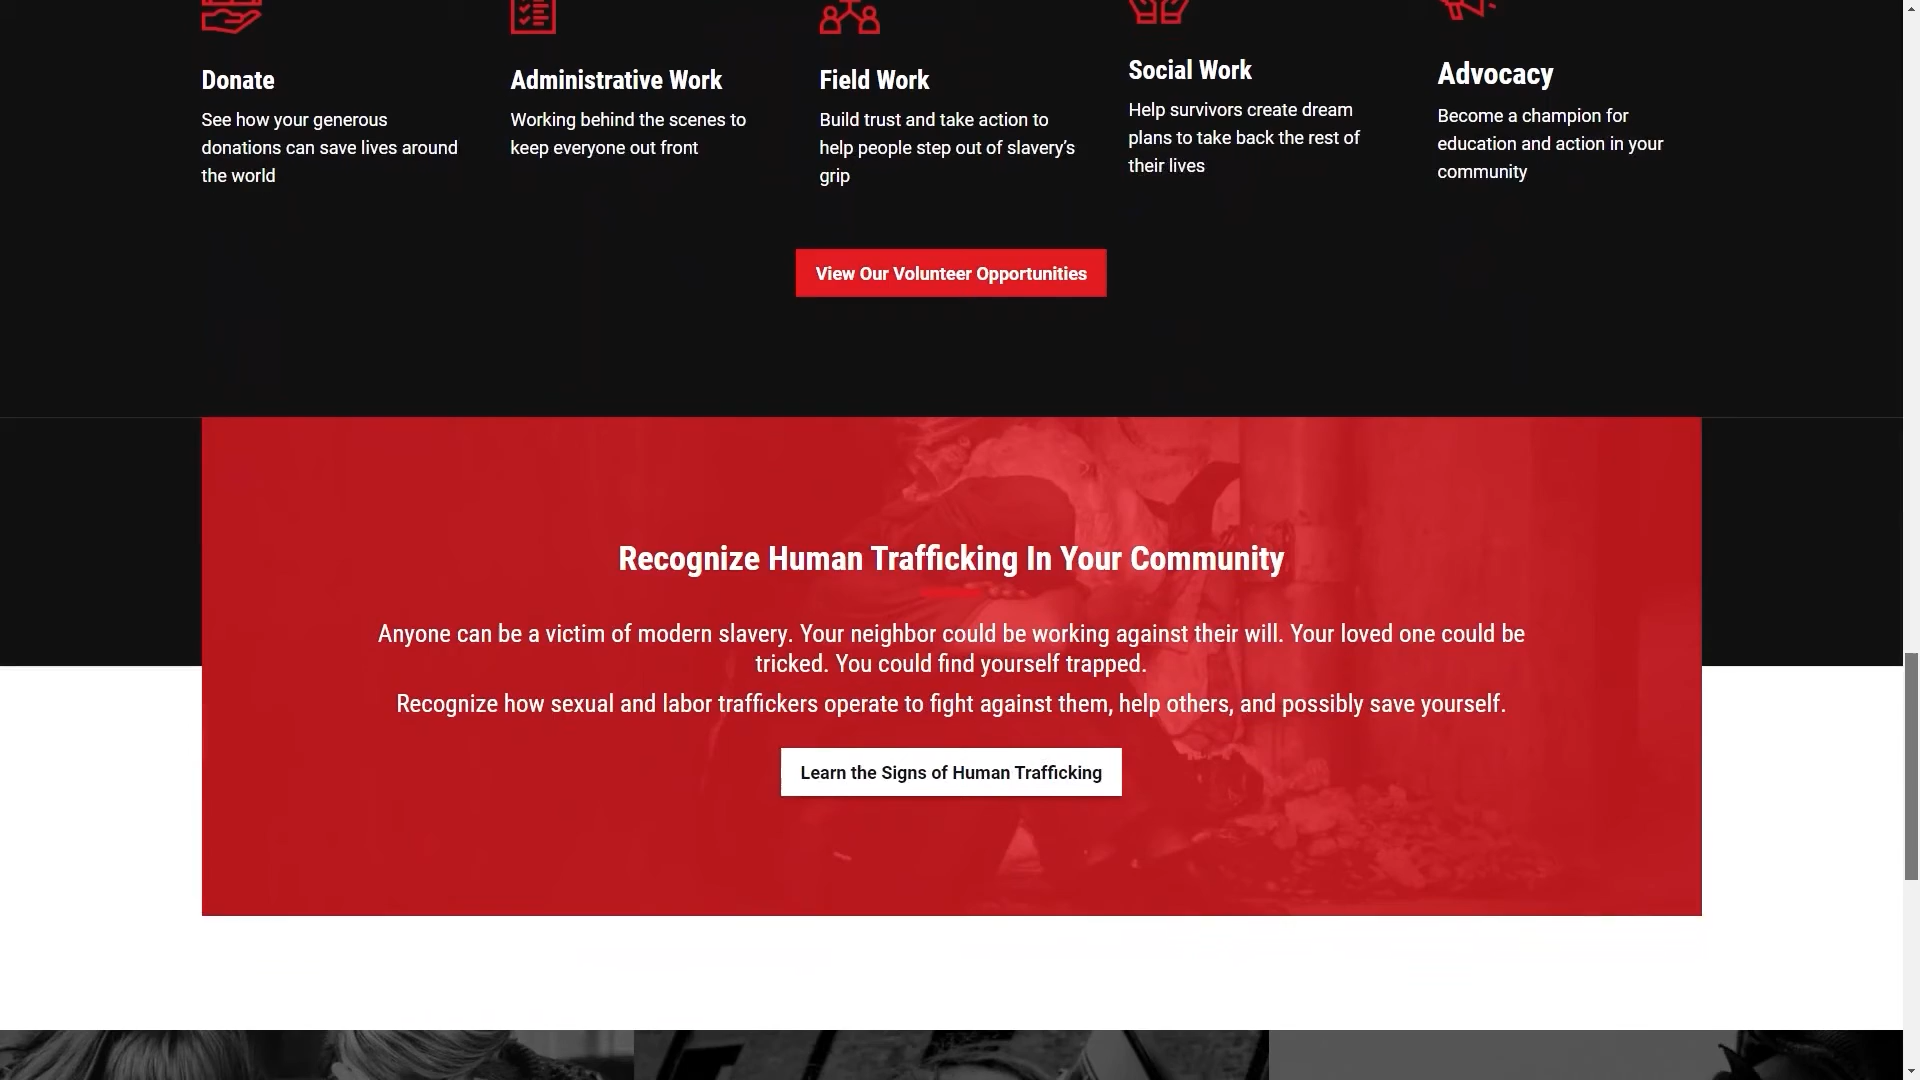 Donate
See how your generous
donations can save lives around
the world
Administrative Work
Working behind the scenes to
keep everyone out front
Field Work
Build trust and take action to
help people step out of slavery’s
grip
Social Work
Help survivors create dream
plans to take back the rest of
their lives
Advocacy
Become a champion for
education and action in your
community
View Our Volunteer Opportunities
Recognize Human Trafficking In Your Community
Anyone can be a victim of modern slavery. Your neighbor could be working against their will. Your loved one could be
tricked. You could find yourself trapped.
Recognize how sexual and labor traffickers operate to fight against them, help others, and possibly save yourself.
Learn the Signs of Human Trafficking